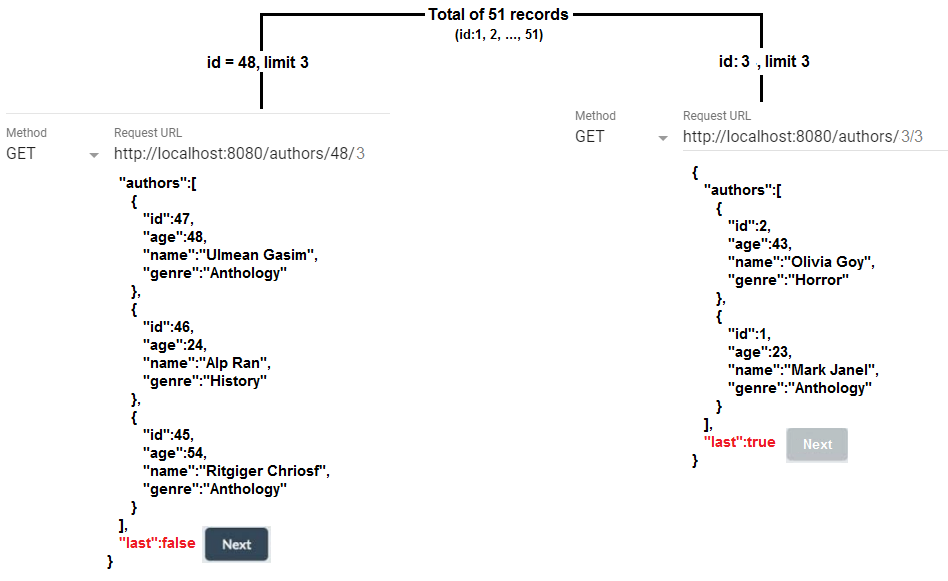 Total of 51 records
(id:1, 2, ..., 51)
id = 48, limit 3
Method
Request URL
GET
http://localhost:8080/authors/48/3
"authors":[
{
"id":47,
"age":48,
"name":"Ulmean Gasim",
"genre":"Anthology"
},
{
"id":46,
"age":24,
"name":"Alp Ran",
"genre":"History"
},
{
"id":45,
"age":54,
"name":"Ritgiger Chriosf",
"genre":"Anthology"
}
],
"last":false
Next
}
id: 3 , limit 3
Method
Request URL
GET
http://localhost:8080/authors/3/3
{
"authors":[
{
"id":2,
"age":43,
"name":"Olivia Goy",
"genre":"Horror"
},
{
"id":1,
"age":23,
"name":"Mark Janel",
"genre":"Anthology"
}
],
"last":true
Next
}